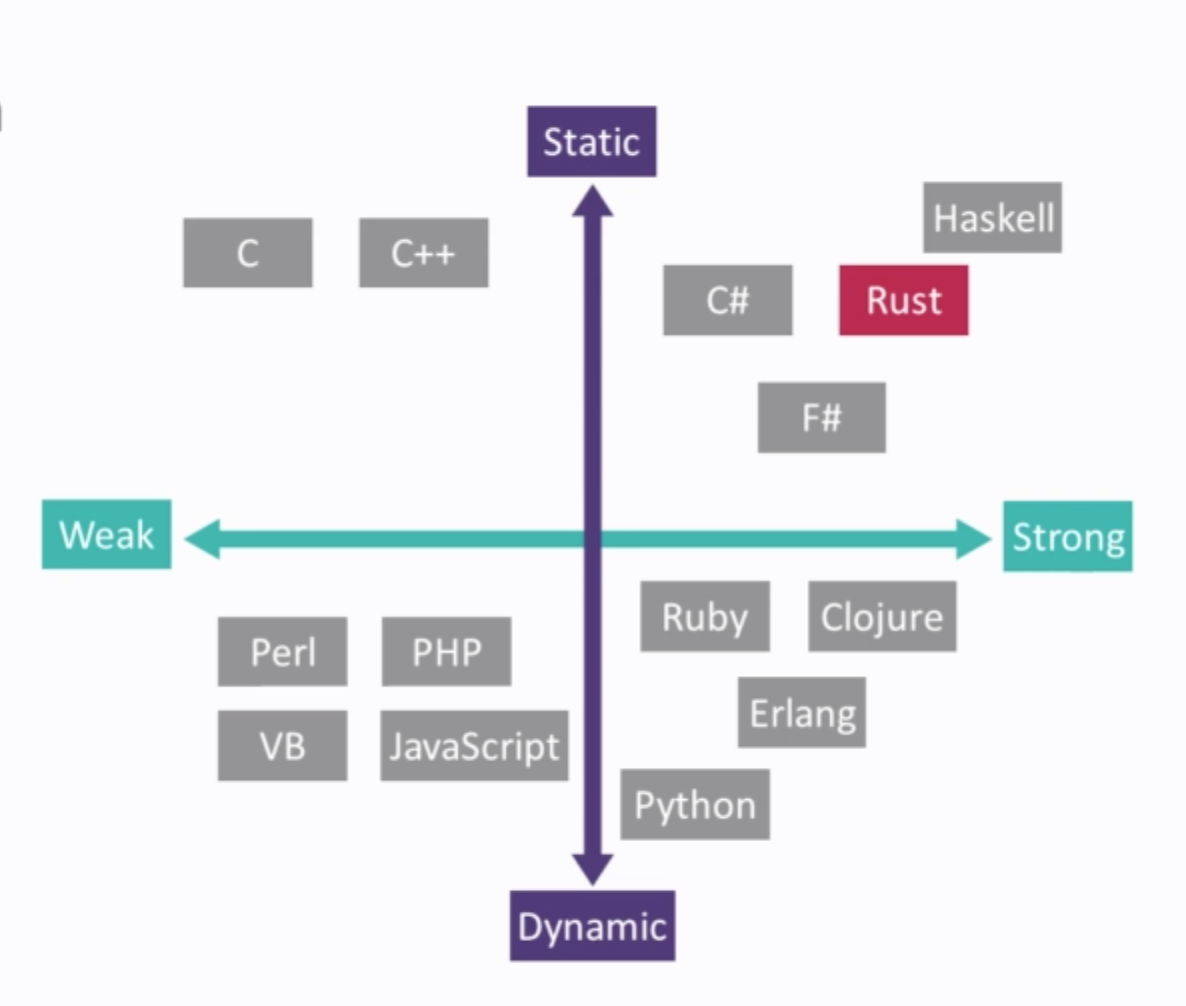 Static
Haskell
C
C++
C#
Rust
F#
Weak
Strong
Ruby
Clojure
Perl
PHP
Erlang
VB
JavaScript
Python
Dynamic